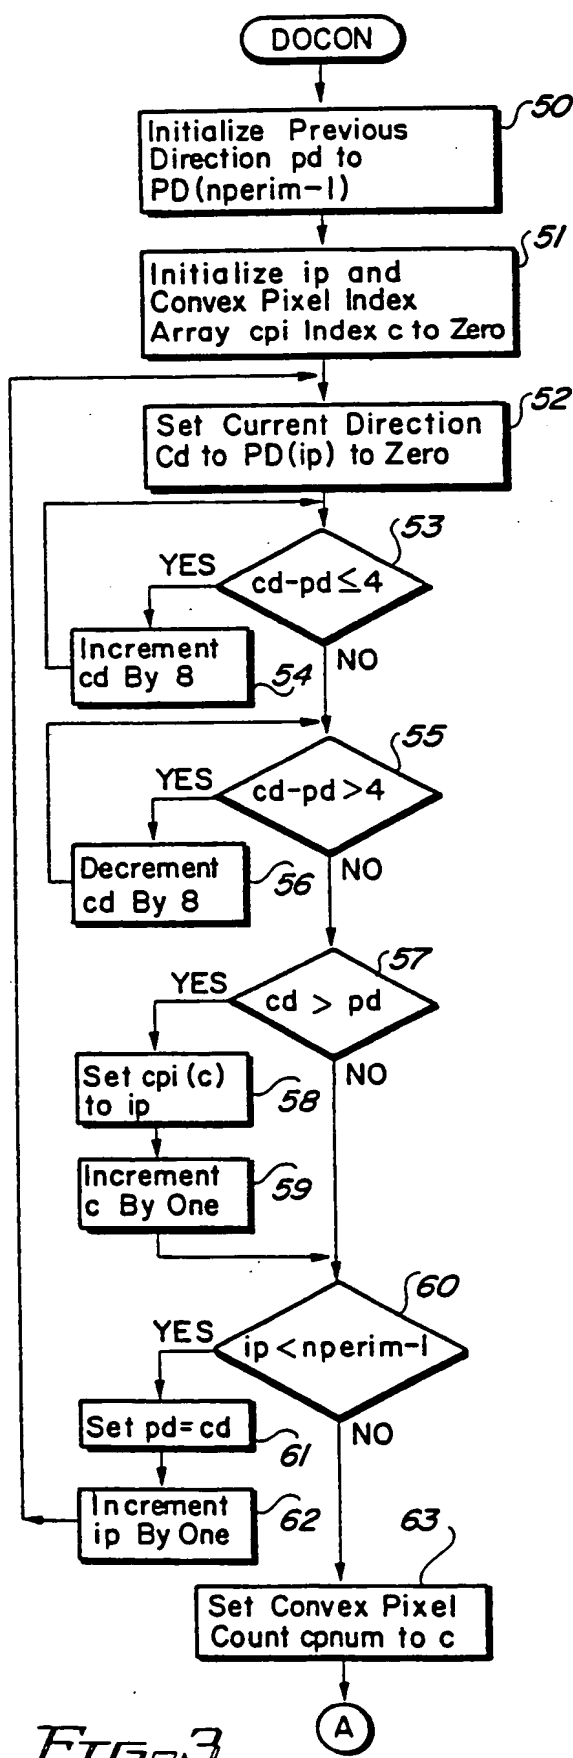 DOCON
50
Initialize Previous
Direction pd to
PD(nperim-1)
51
Initialize ip and
Convex Pixel Index
Array cpi Index c to Zero
52
Set Current Direction
Cd to PD(ip) to Zero
53
YES
cd-pd≤4
Increment
cd By 8
54
NO
55
YES
cd-pd>4
Decrement
cd By 8
56
NO
57
YES
cd > pd
Set cpi(c)
to ip
58
NO
Increment
c By One
59
60
YES
ip<nperim-1
Set pd=cd
61
NO
Increment
ip By One
62
63
Set Convex Pixel
Count cpnum to c
A
FIG. 3